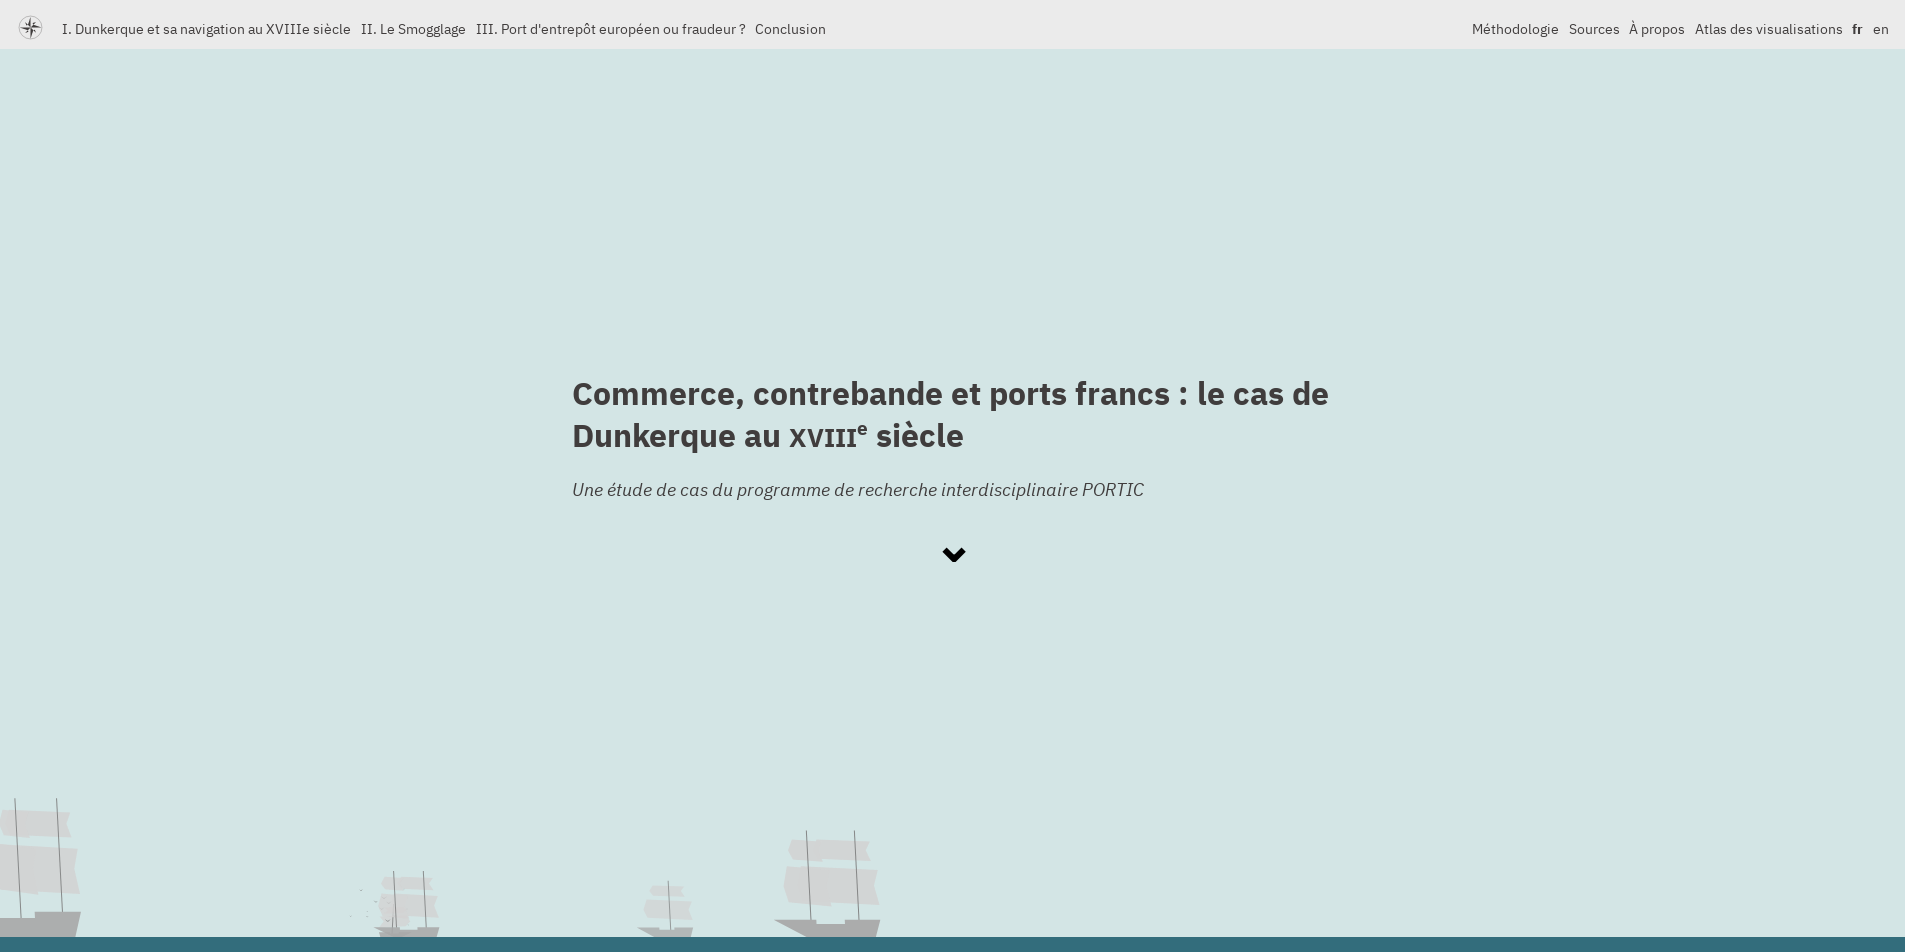 I. Dunkerque et sa navigation au XVIIIe siècle II. Le Smogglage III. Port d'entrepôt européen ou fraudeur ? Conclusion Méthodologie Sources À propos Atlas des visualisations fr en
Commerce, contrebande et ports francs : le cas de
Dunkerque au XVIIIe siècle
Une étude de cas du programme de recherche interdisciplinaire PORTIC